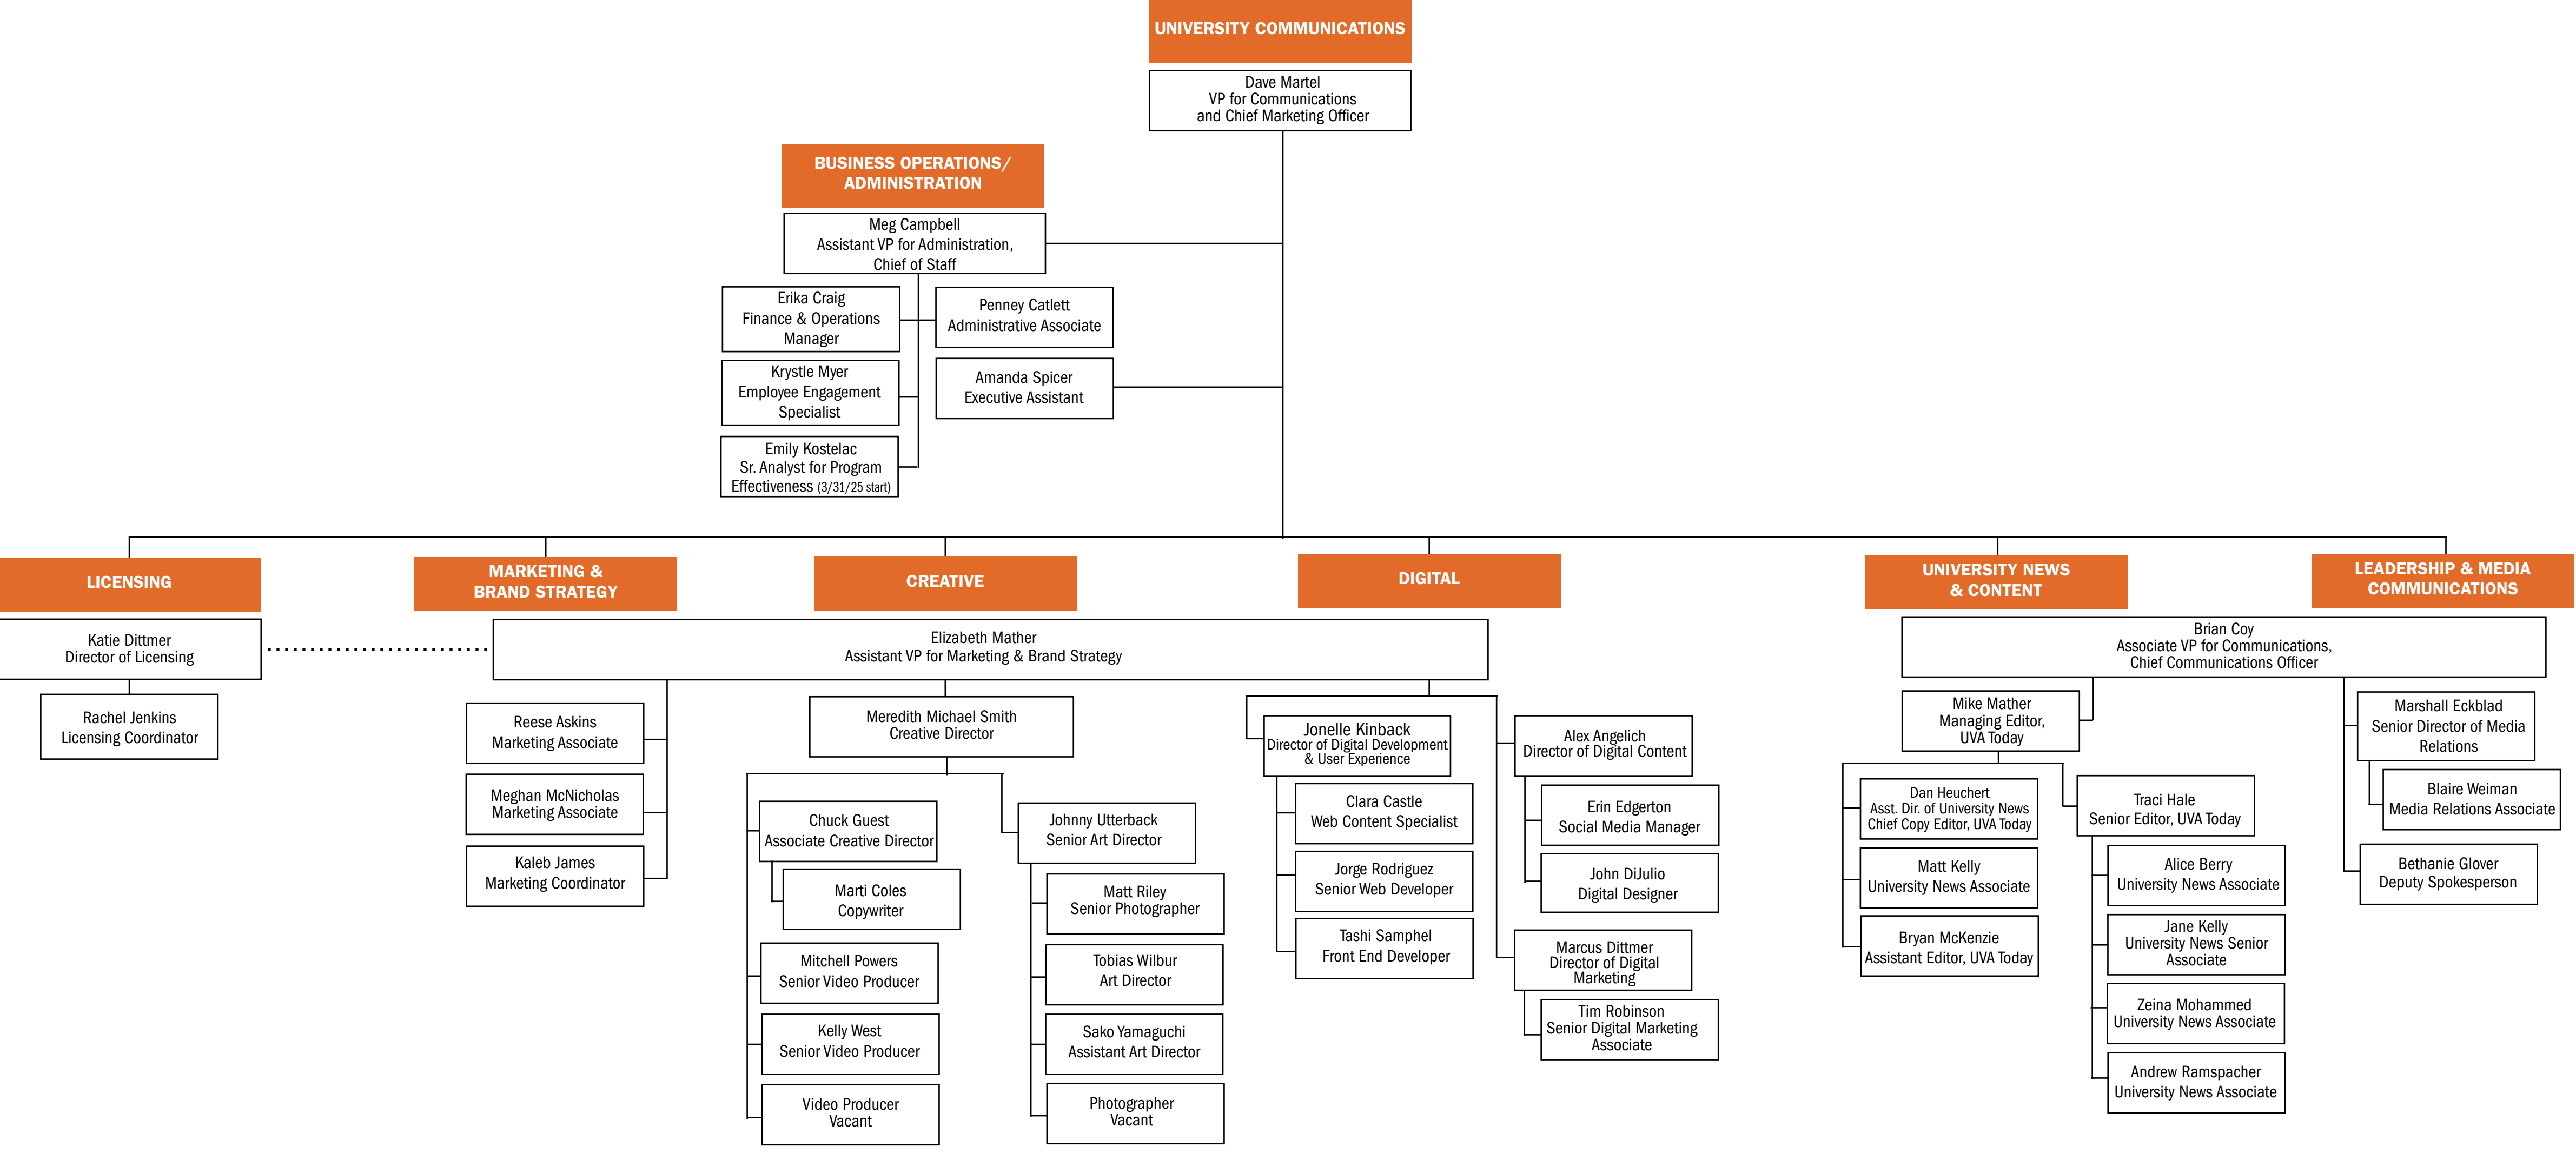 UNIVERSITY COMMUNICATIONS
Dave Martel
VP for Communications
and Chief Marketing Officer
BUSINESS OPERATIONS/
ADMINISTRATION
Meg Campbell
Assistant VP for Administration,
Chief of Staff
Erika Craig
Finance & Operations
Manager
Penney Catlett
Administrative Associate
Krystle Myer
Employee Engagement
Specialist
Amanda Spicer
Executive Assistant
Emily Kostelac
Sr. Analyst for Program
Effectiveness (3/31/25 start)
LICENSING
Katie Dittmer
Director of Licensing
Rachel Jenkins
Licensing Coordinator
MARKETING &
BRAND STRATEGY
CREATIVE
DIGITAL
Elizabeth Mather
Assistant VP for Marketing & Brand Strategy
Reese Askins
Marketing Associate
Meghan McNicholas
Marketing Associate
Kaleb James
Marketing Coordinator
Meredith Michael Smith
Creative Director
Chuck Guest
Associate Creative Director
Marti Coles
Copywriter
Mitchell Powers
Senior Video Producer
Kelly West
Senior Video Producer
Video Producer
Vacant
Johnny Utterback
Senior Art Director
Matt Riley
Senior Photographer
Tobias Wilbur
Art Director
Sako Yamaguchi
Assistant Art Director
Photographer
Vacant
Jonelle Kinback
Director of Digital Development
& User Experience
Clara Castle
Web Content Specialist
Jorge Rodriguez
Senior Web Developer
Tashi Samphel
Front End Developer
Alex Angelich
Director of Digital Content
Erin Edgerton
Social Media Manager
John DiJulio
Digital Designer
Marcus Dittmer
Director of Digital
Marketing
Tim Robinson
Senior Digital Marketing
Associate
UNIVERSITY NEWS
& CONTENT
LEADERSHIP & MEDIA
COMMUNICATIONS
Brian Coy
Associate VP for Communications,
Chief Communications Officer
Mike Mather
Managing Editor,
UVA Today
Dan Heuchert
Asst. Dir. of University News
Chief Copy Editor, UVA Today
Matt Kelly
University News Associate
Bryan McKenzie
Assistant Editor, UVA Today
Traci Hale
Senior Editor, UVA Today
Alice Berry
University News Associate
Jane Kelly
University News Senior
Associate
Zeina Mohammed
University News Associate
Andrew Ramspacher
University News Associate
Marshall Eckblad
Senior Director of Media
Relations
Blaire Weiman
Media Relations Associate
Bethanie Glover
Deputy Spokesperson